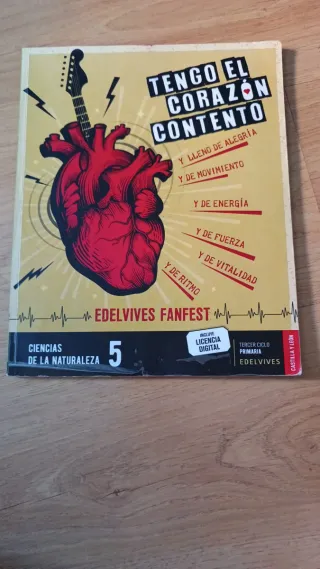 TENGO EL
CORAZÓN
CONTENTO
Y LLENO DE ALEGRÍA
Y DE MOVIMIENTO
Y DE ENERGÍA
Y DE FUERZA
Y DE VITALIDAD
Y DE RITMO
EDELVIVES FANFEST
CIENCIAS
DE LA NATURALEZA 5
INCLUYE
LICENCIA
DIGITAL
TERCER CICLO
PRIMARIA
EDELVIVES
CASTILLA Y LEÓN